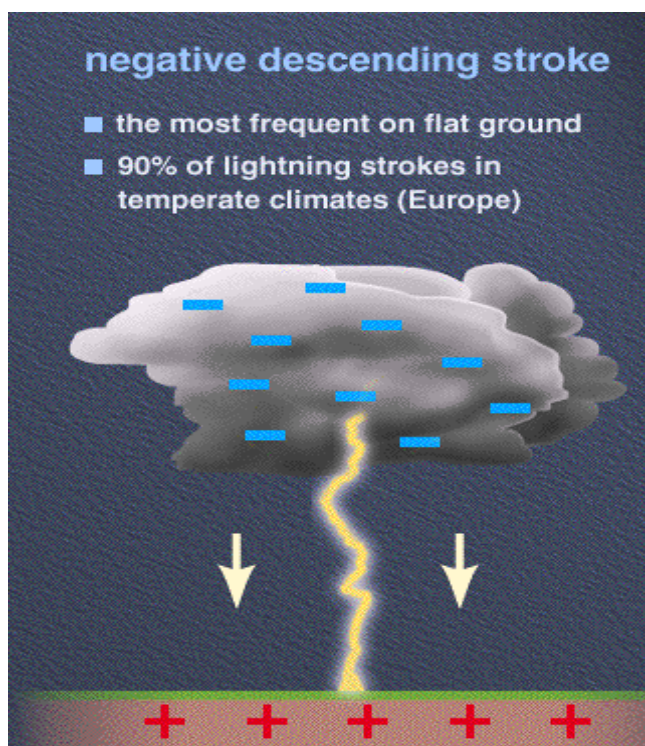 negative descending stroke
the most frequent on flat ground
90% of lightning strokes in
temperate climates (Europe)
+ + + + +